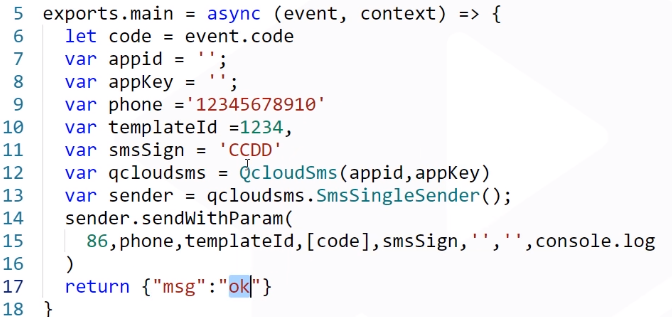 5 exports.main = async (event, context) => {
6 let code = event.code
7 var appid = '';
8 var appKey = '';
9 var phone ='12345678910'
10 var templateId =1234,
11 var smsSign = 'CCDD'
12 var qcloudsms = QcloudSms(appid,appKey)
13 var sender = qcloudsms.SmsSingleSender();
14 sender.sendWithParam(
15 86,phone,templateId,[code],smsSign,'','',console.log
16 )
17 return {"msg":"ok"}
18 }